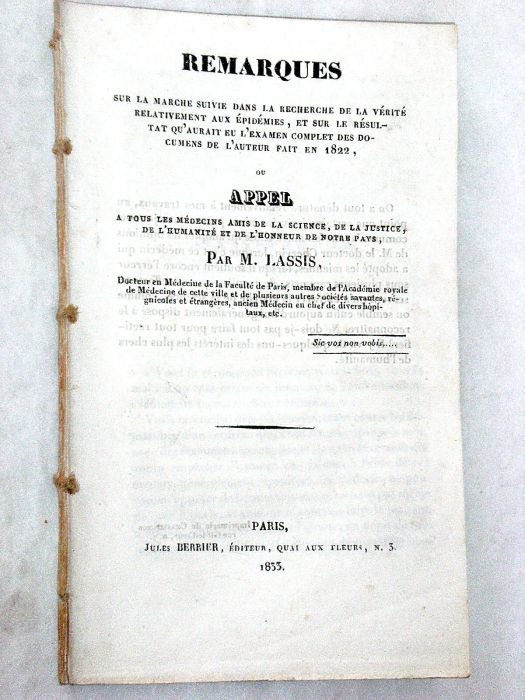 REMARQUES
SUR LA MARCHE SUIVIE DANS LA RECHERCHE DE LA VÉRITÉ
RELATIVEMENT AUX ÉPIDÉMIES, ET SUR LE RÉSUL-
TAT QU'AURAIT EU L'EXAMEN COMPLET DES DO-
CUMENS DE L'AUTEUR FAIT EN 1822,
OU
APPEL
A TOUS LES MÉDECINS AMIS DE LA SCIENCE, DE LA JUSTICE,
DE L'HUMANITÉ ET DE L'HONNEUR DE NOTRE PAYS,
PAR M. LASSIS.
Docteur en Médecine de la Faculté de Paris, membre de l'Académie royale
de Médecine de cette ville et de plusieurs autres Sociétés savantes, ré-
gnicoles et étrangères, ancien Médecin en chef de divers hôpi-
taux, etc.
Sic vos non vobis.....
PARIS,
JULES BERRIER, ÉDITEUR, QUAI AUX FLEURS, N. 3.
1833.